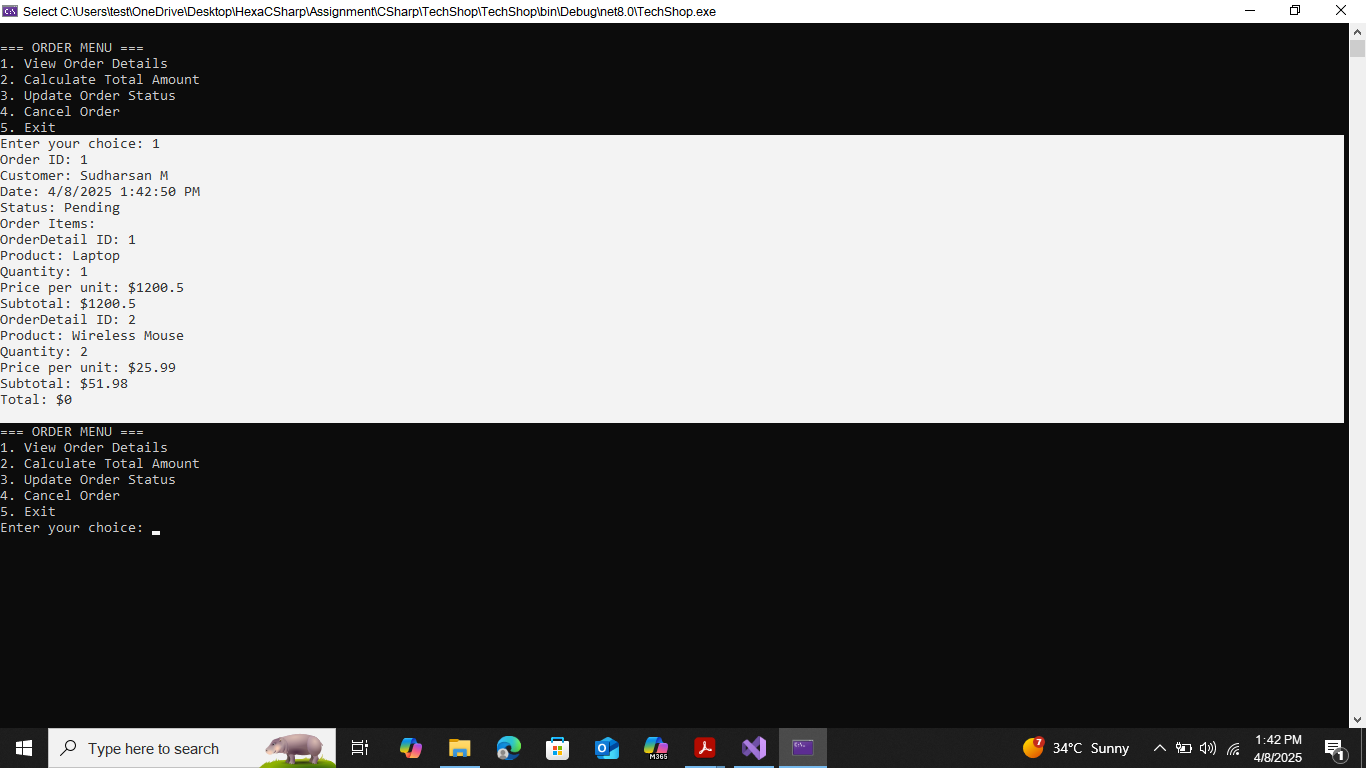 Select C:\Users\test\OneDrive\Desktop\HexaCSharp\Assignment\CSharp\TechShop\TechShop\bin\Debug\net8.0\TechShop.exe
=== ORDER MENU ===
1. View Order Details
2. Calculate Total Amount
3. Update Order Status
4. Cancel Order
5. Exit
Enter your choice: 1
Order ID: 1
Customer: Sudharsan M
Date: 4/8/2025 1:42:50 PM
Status: Pending
Order Items:
OrderDetail ID: 1
Product: Laptop
Quantity: 1
Price per unit: $1200.5
Subtotal: $1200.5
OrderDetail ID: 2
Product: Wireless Mouse
Quantity: 2
Price per unit: $25.99
Subtotal: $51.98
Total: $0
=== ORDER MENU ===
1. View Order Details
2. Calculate Total Amount
3. Update Order Status
4. Cancel Order
5. Exit
Enter your choice:
Type here to search
M365
7
34°C Sunny
1:42 PM
4/8/2025
1